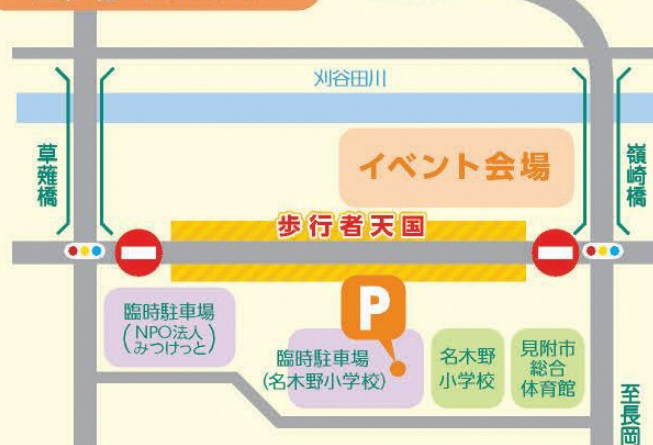 刈谷田川
草薙橋
イベント会場
嶺崎橋
歩行者天国
臨時駐車場
(NPO法人
みつけっと)
P
臨時駐車場
(名木野小学校)
名木野
小学校
見附市
総合
体育館
至長岡